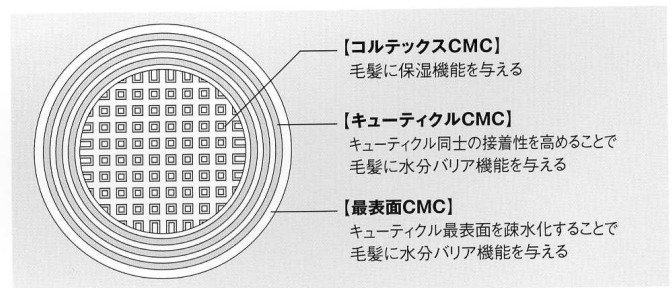 【コルテックスCMC】
毛髪に保湿機能を与える
【キューティクルCMC】
キューティクル同士の接着性を高めることで
毛髪に水分バリア機能を与える
【最表面CMC】
キューティクル最表面を疎水化することで
毛髪に水分バリア機能を与える